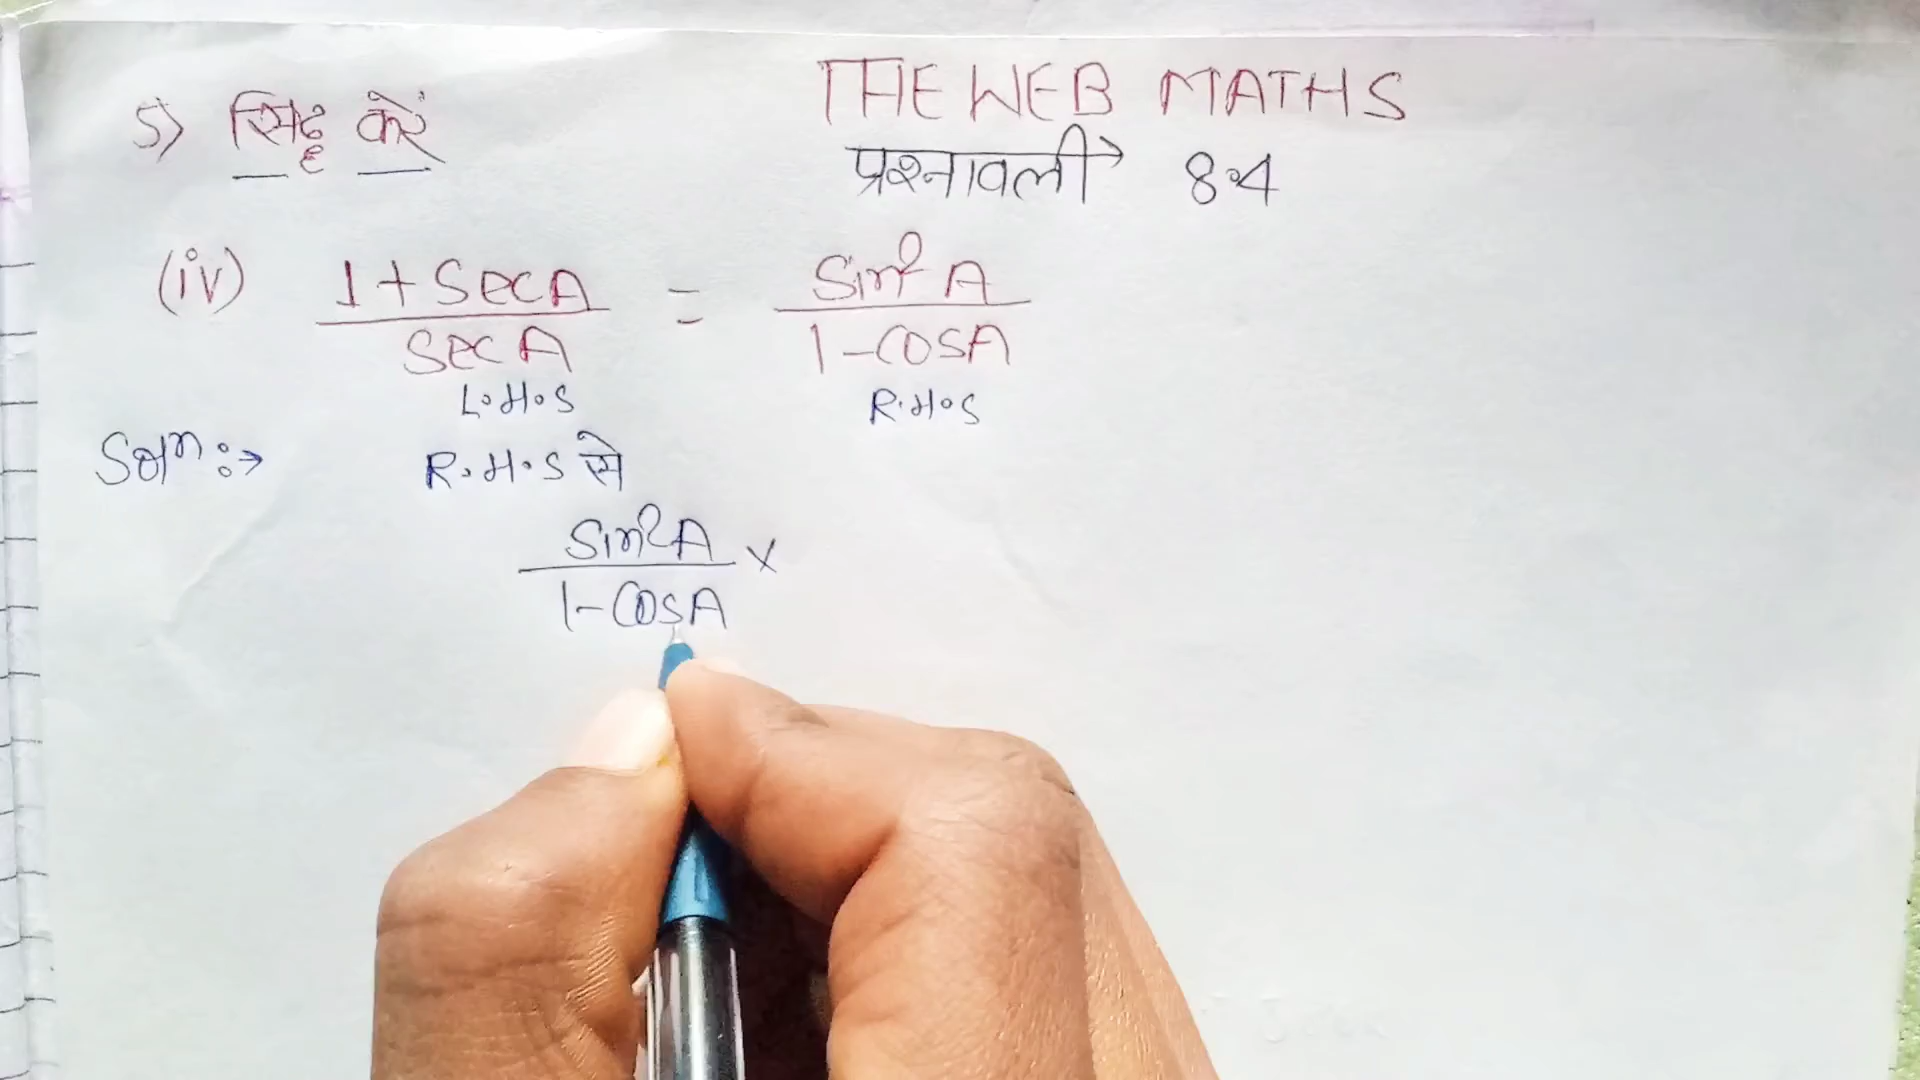 THE WEB MATHS
5) सिद्ध करें
प्रश्नावली → 8.4
(iv) 1+SecA / SecA = Sin²A / 1-COSA
L.H.S R.H.S
Solⁿ:→ R.H.S से
Sin²A / 1-COSA ×